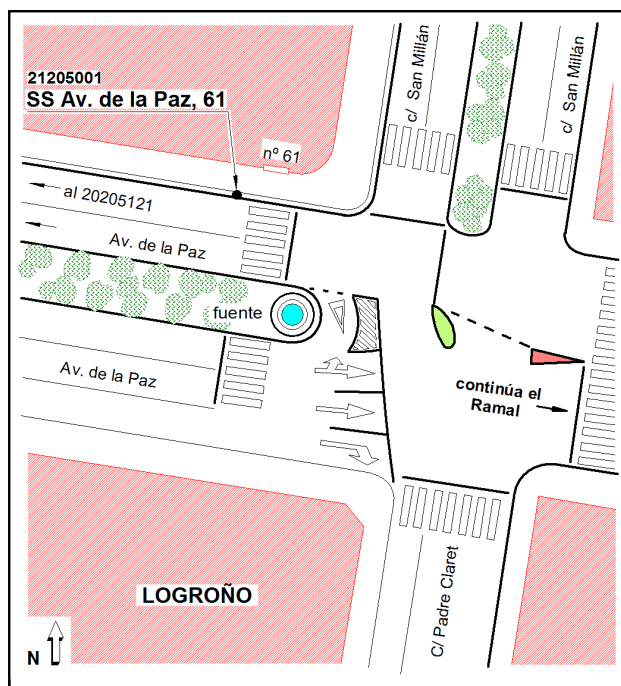 21205001
SS Av. de la Paz, 61
nº 61
c/ San Millán
c/ San Millán
al 20205121
Av. de la Paz
fuente
Av. de la Paz
continúa el
Ramal
LOGROÑO
C/ Padre Claret
N